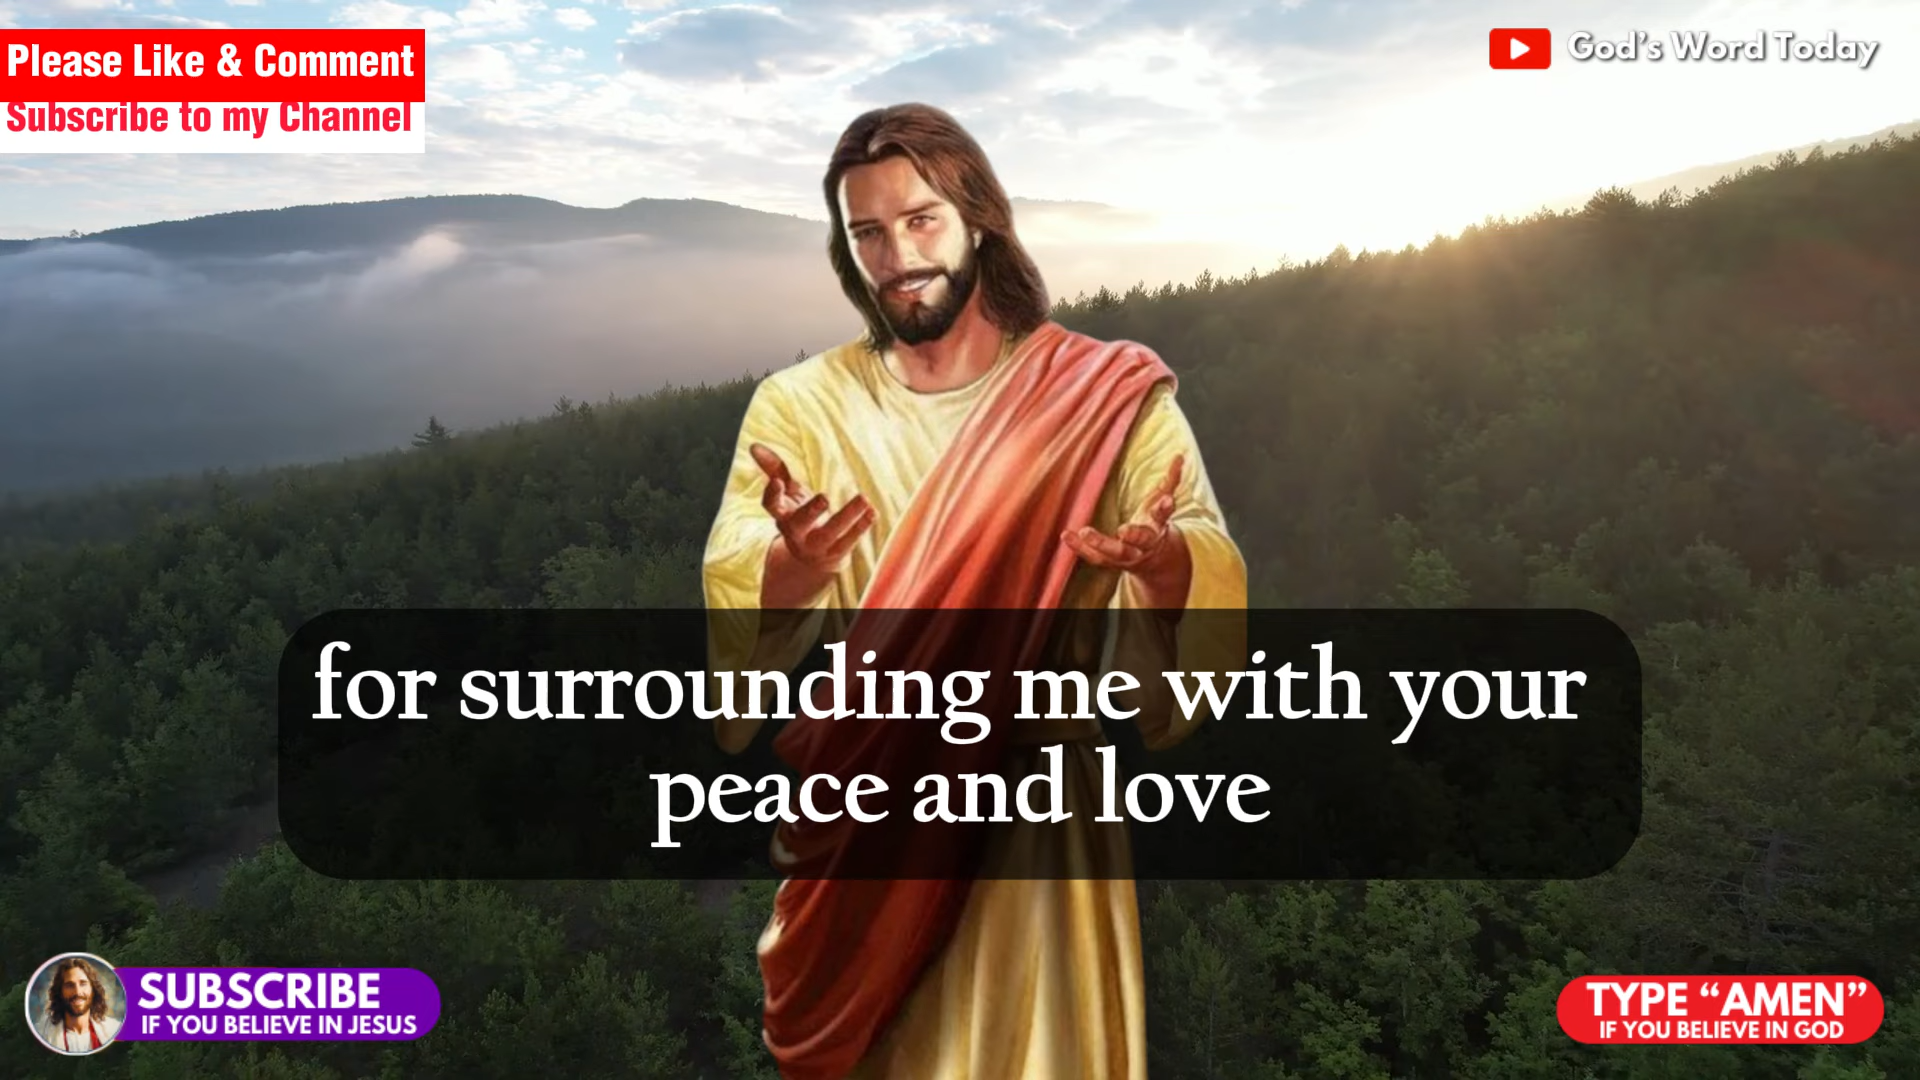 Please Like & Comment
Subscribe to my Channel
God's Word Today
for surrounding me with your
peace and love
SUBSCRIBE
IF YOU BELIEVE IN JESUS
TYPE “AMEN”
IF YOU BELIEVE IN GOD